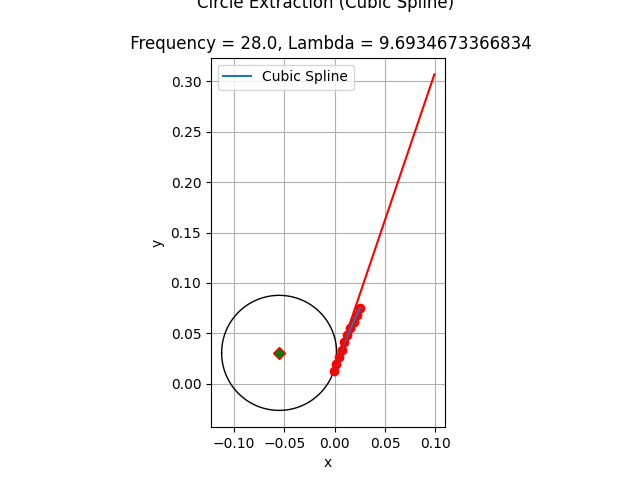 Circle Extraction (Cubic Spline)
Frequency = 28.0, Lambda = 9.6934673366834
Cubic Spline
0.30
0.25
0.20
0.15
0.10
0.05
0.00
y
−0.10 −0.05 0.00 0.05 0.10
x